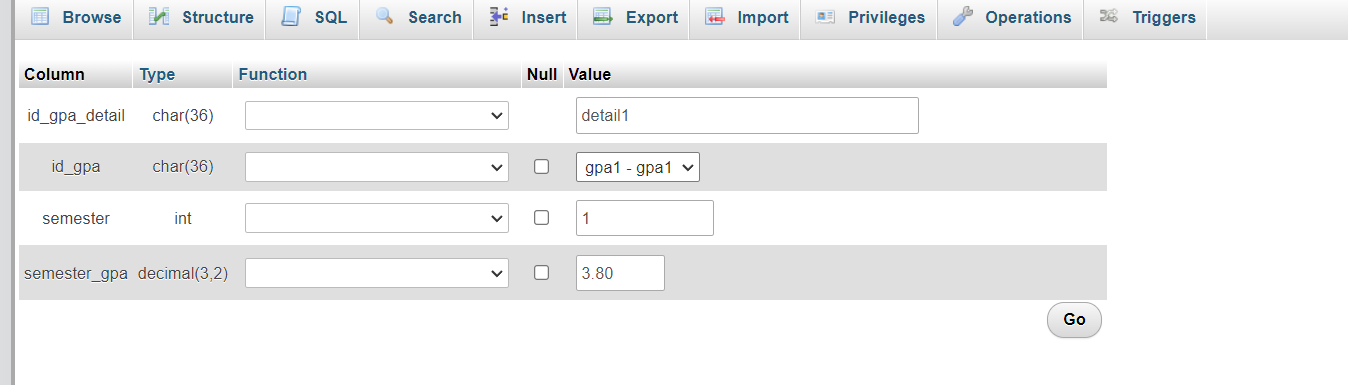 Browse Structure SQL Search Insert Export Import Privileges Operations Triggers
Column Type Function Null Value
id_gpa_detail char(36) detail1
id_gpa char(36) gpa1 - gpa1
semester int 1
semester_gpa decimal(3,2) 3.80
Go